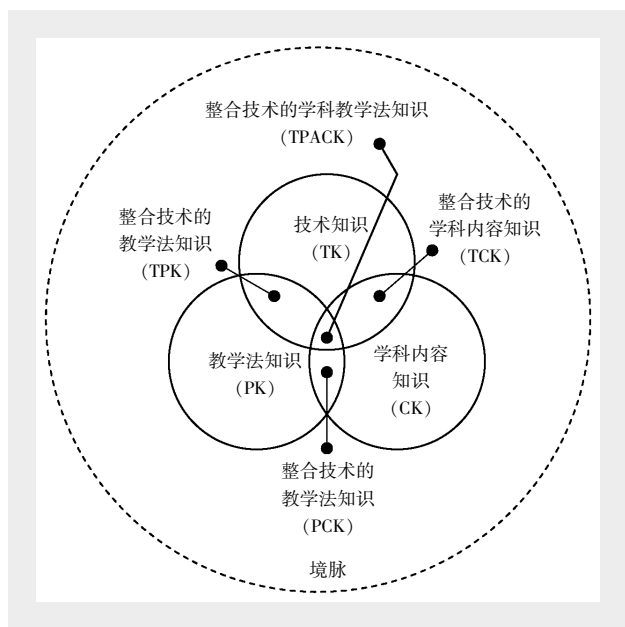 整合技术的学科教学法知识
（TPACK）
整合技术的
学科内容知识
（TCK）
整合技术的
教学法知识
（TPK）
技术知识
（TK）
教学法知识
（PK）
学科内容
知识
（CK）
整合技术的
教学法知识
（PCK）
境脉